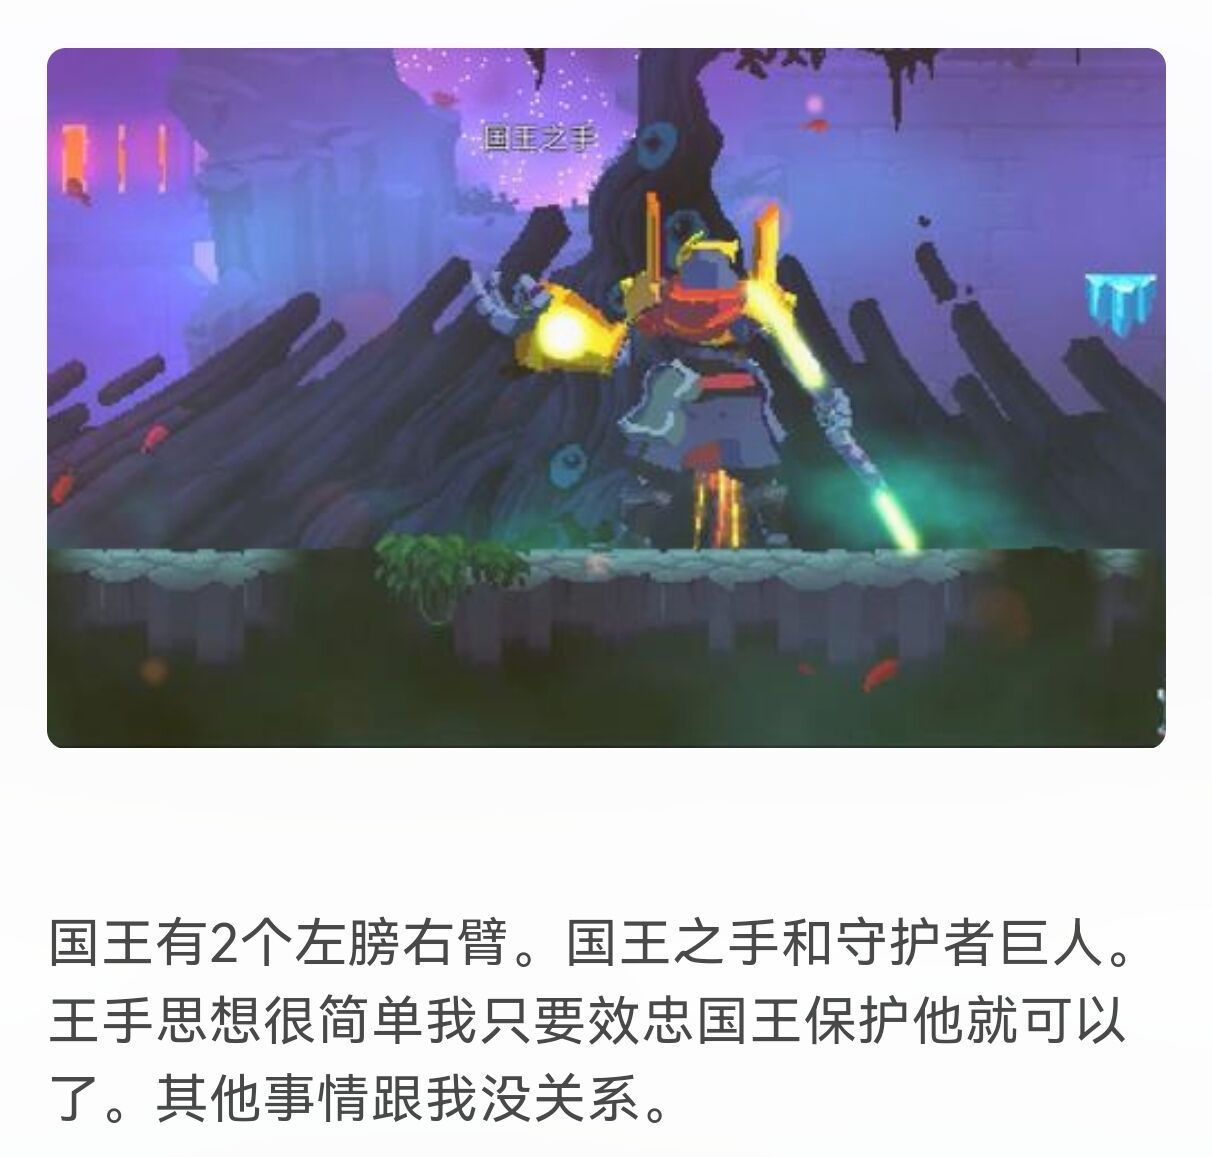 国王之手
国王有2个左膀右臂。国王之手和守护者巨人。
王手思想很简单我只要效忠国王保护他就可以
了。其他事情跟我没关系。